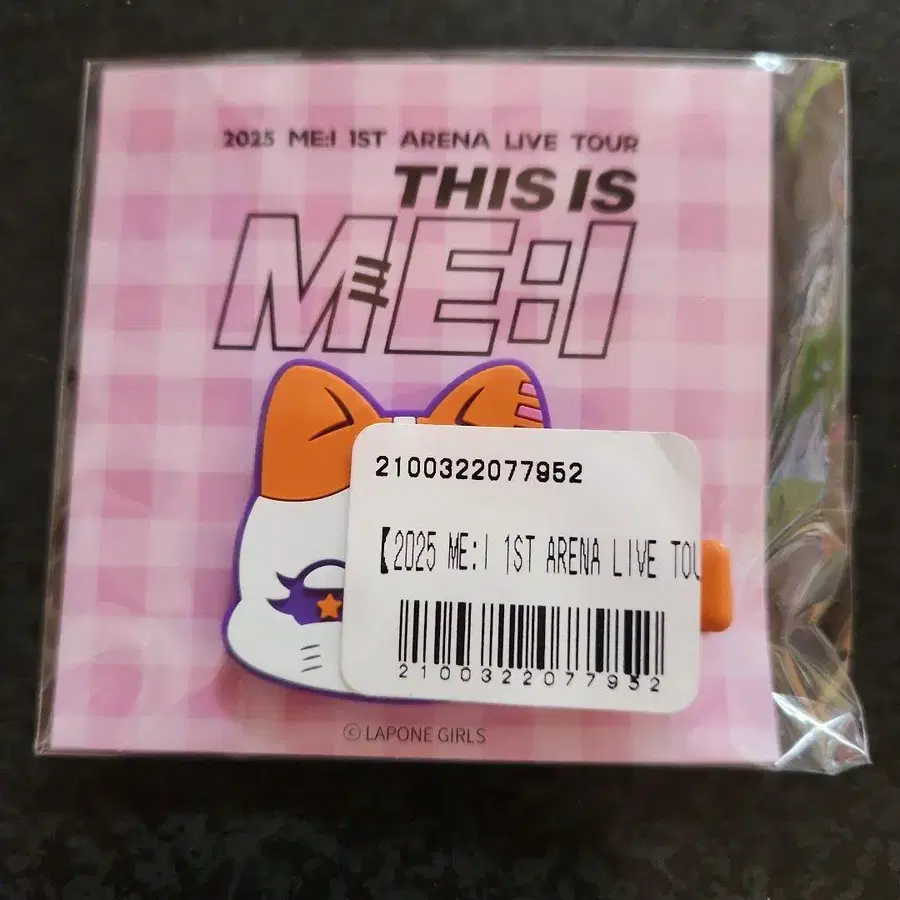 2025 ME:I 1ST ARENA LIVE TOUR
THIS IS
ME:I
2100322077952
【2025 ME:I 1ST ARENA LIVE TOU
2100322077952
ⓒ LAPONE GIRLS